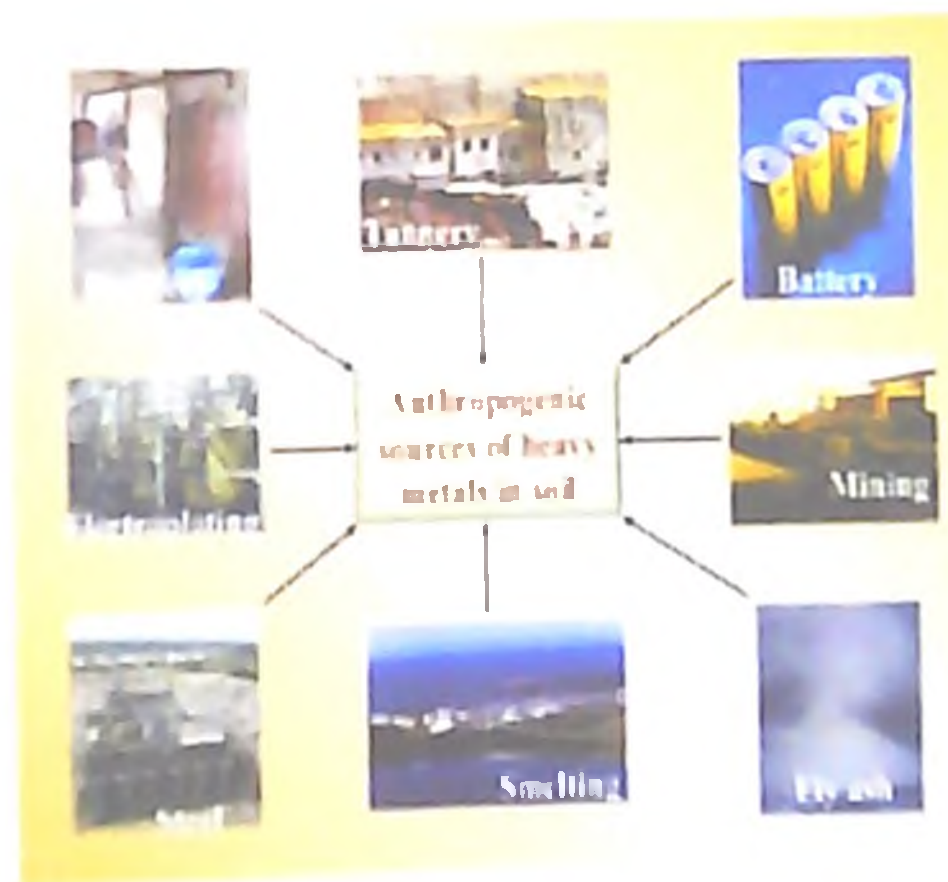 Tannery
Battery
Anthropogenic
sources of heavy
metals in soil
Electroplating
Mining
Smelting
Fly ash